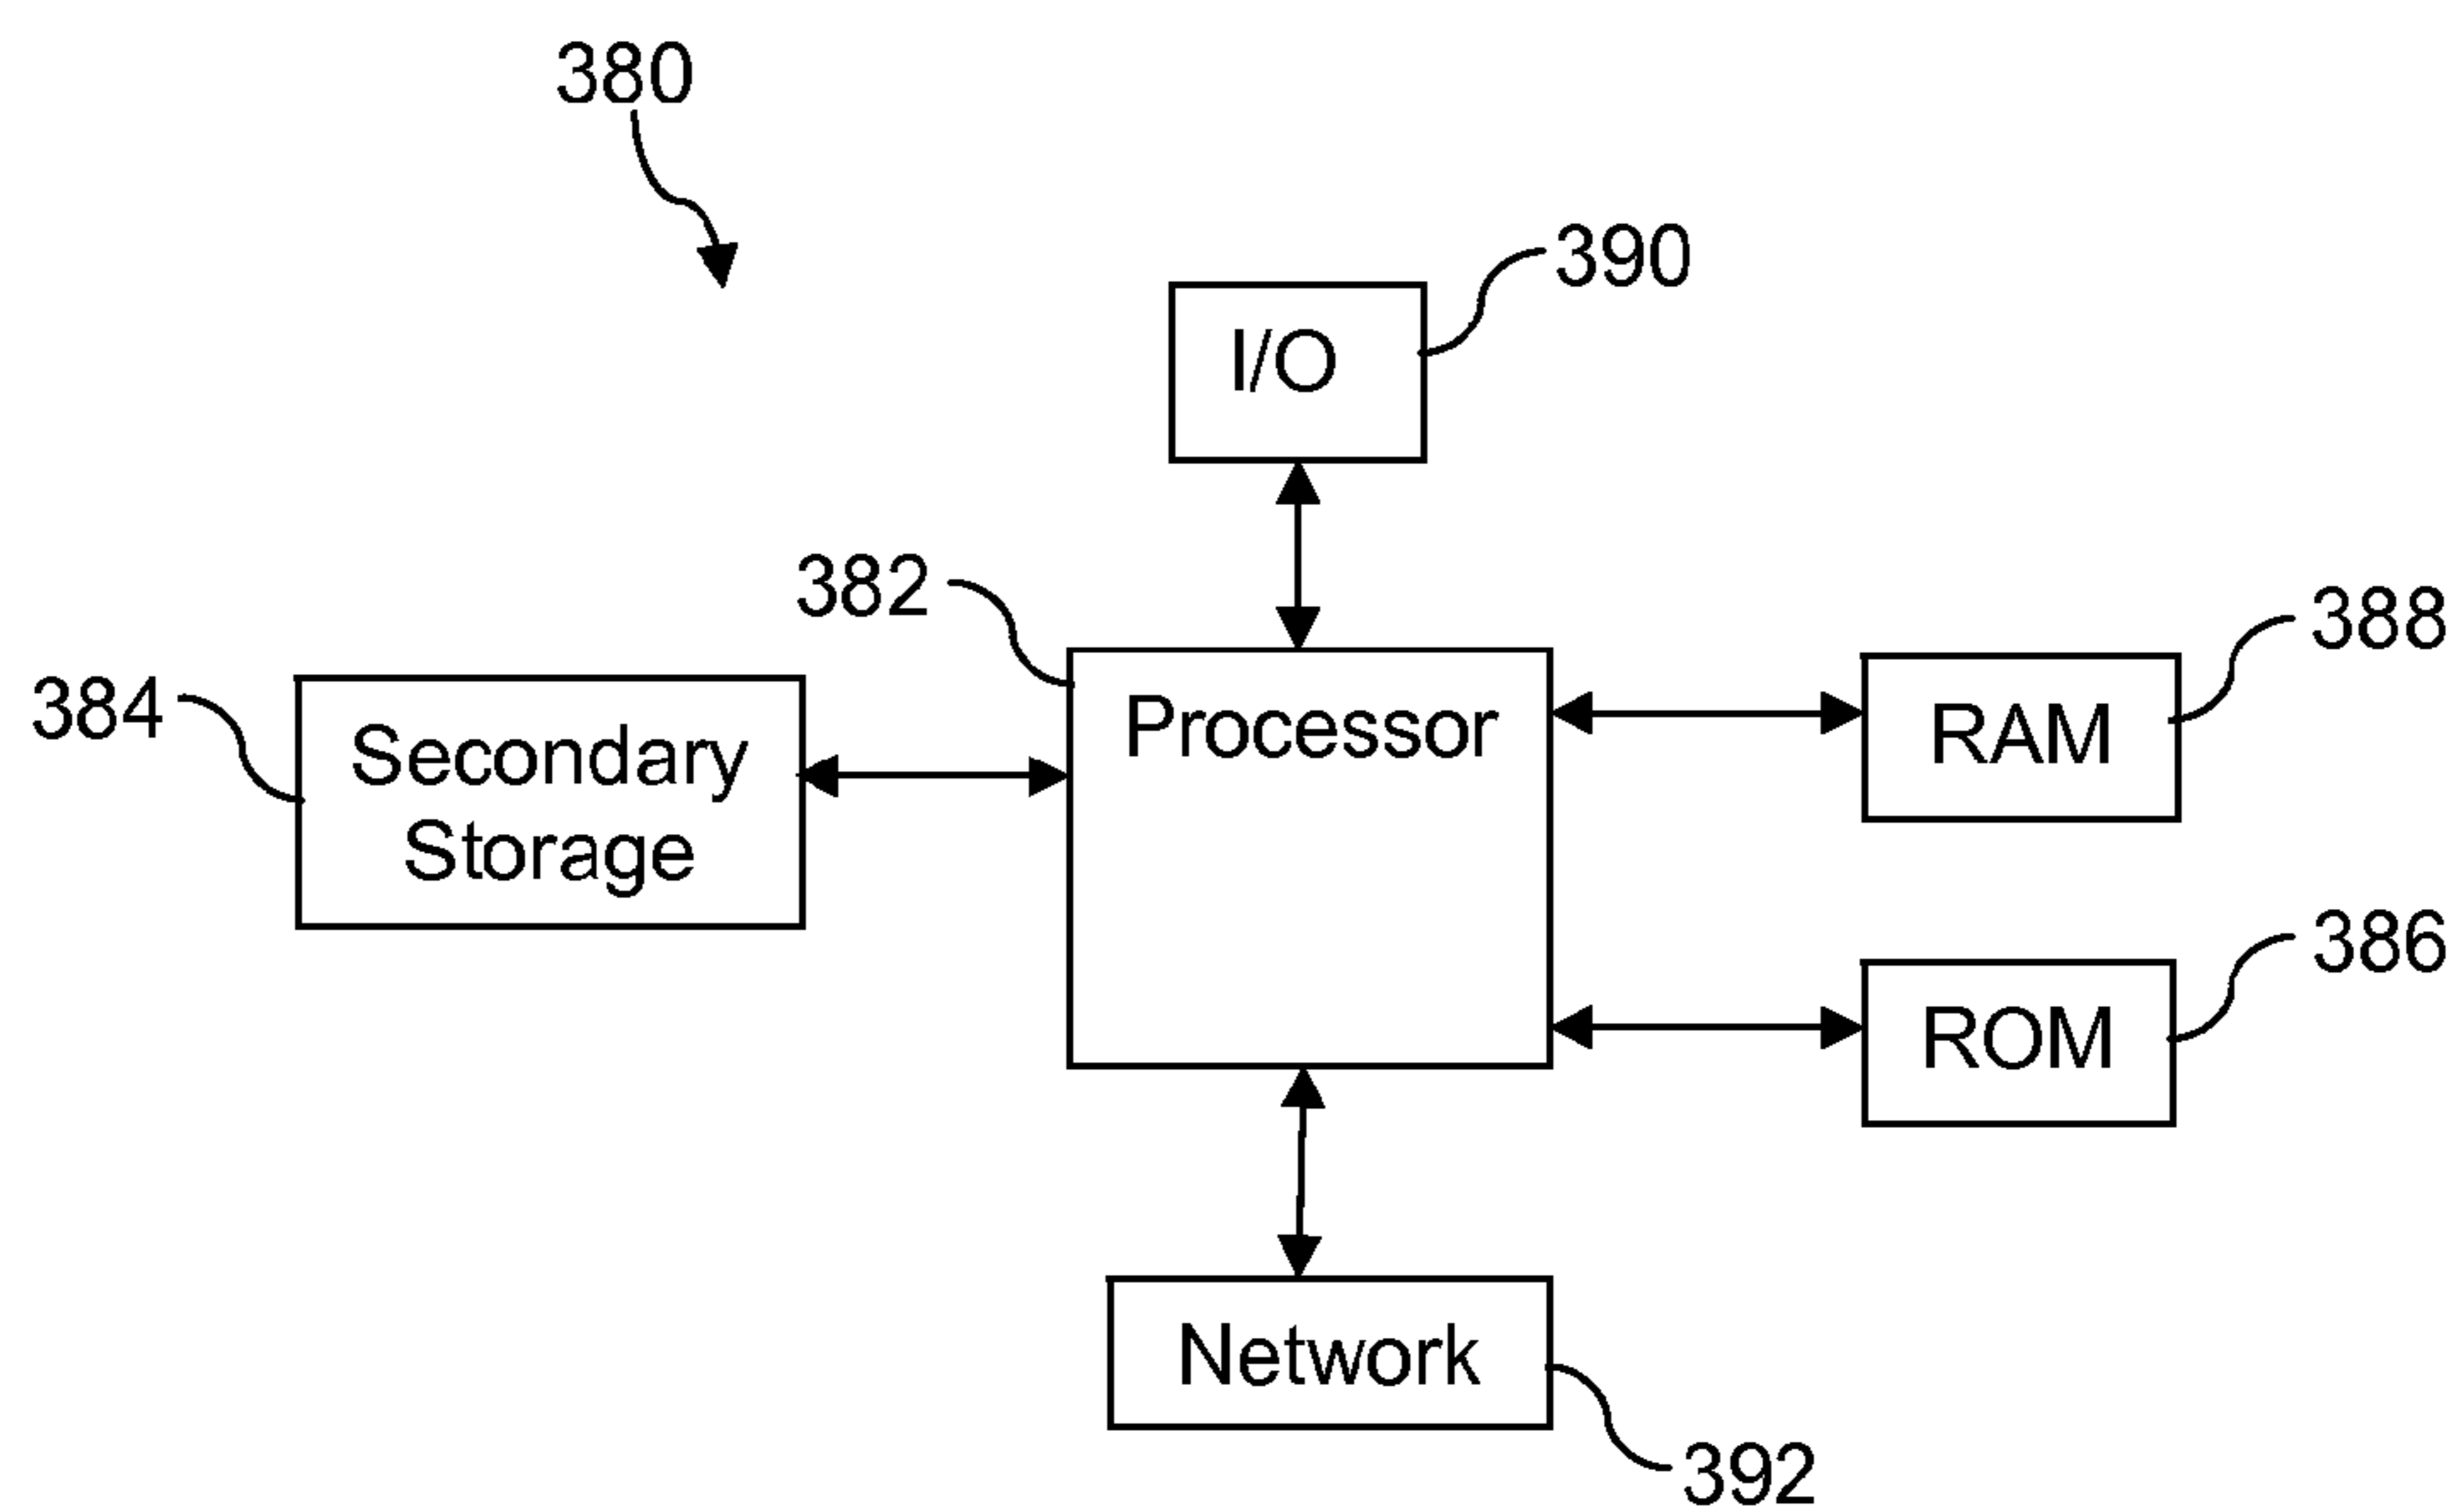 380
390
I/O
382
388
384
Secondary
Storage
Processor
RAM
386
ROM
Network
392